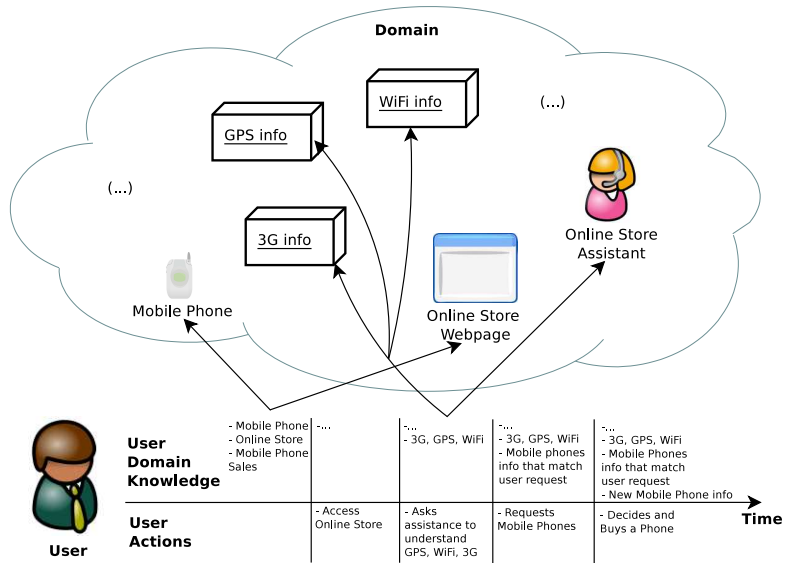 Domain
WiFi info
(...)
GPS info
(...)
3G info
Online Store
Assistant
Mobile Phone
Online Store
Webpage
User
Domain
Knowledge
- Mobile Phone
- Online Store
- Mobile Phone
Sales
-...
-...
- 3G, GPS, WiFi
-...
- 3G, GPS, WiFi
- Mobile phones
info that match
user request
-...
- 3G, GPS, WiFi
- Mobile Phones
info that match
user request
- New Mobile Phone info
Time
User
Actions
- Access
Online Store
- Asks
assistance to
understand
GPS, WiFi, 3G
- Requests
Mobile Phones
- Decides and
Buys a Phone
User